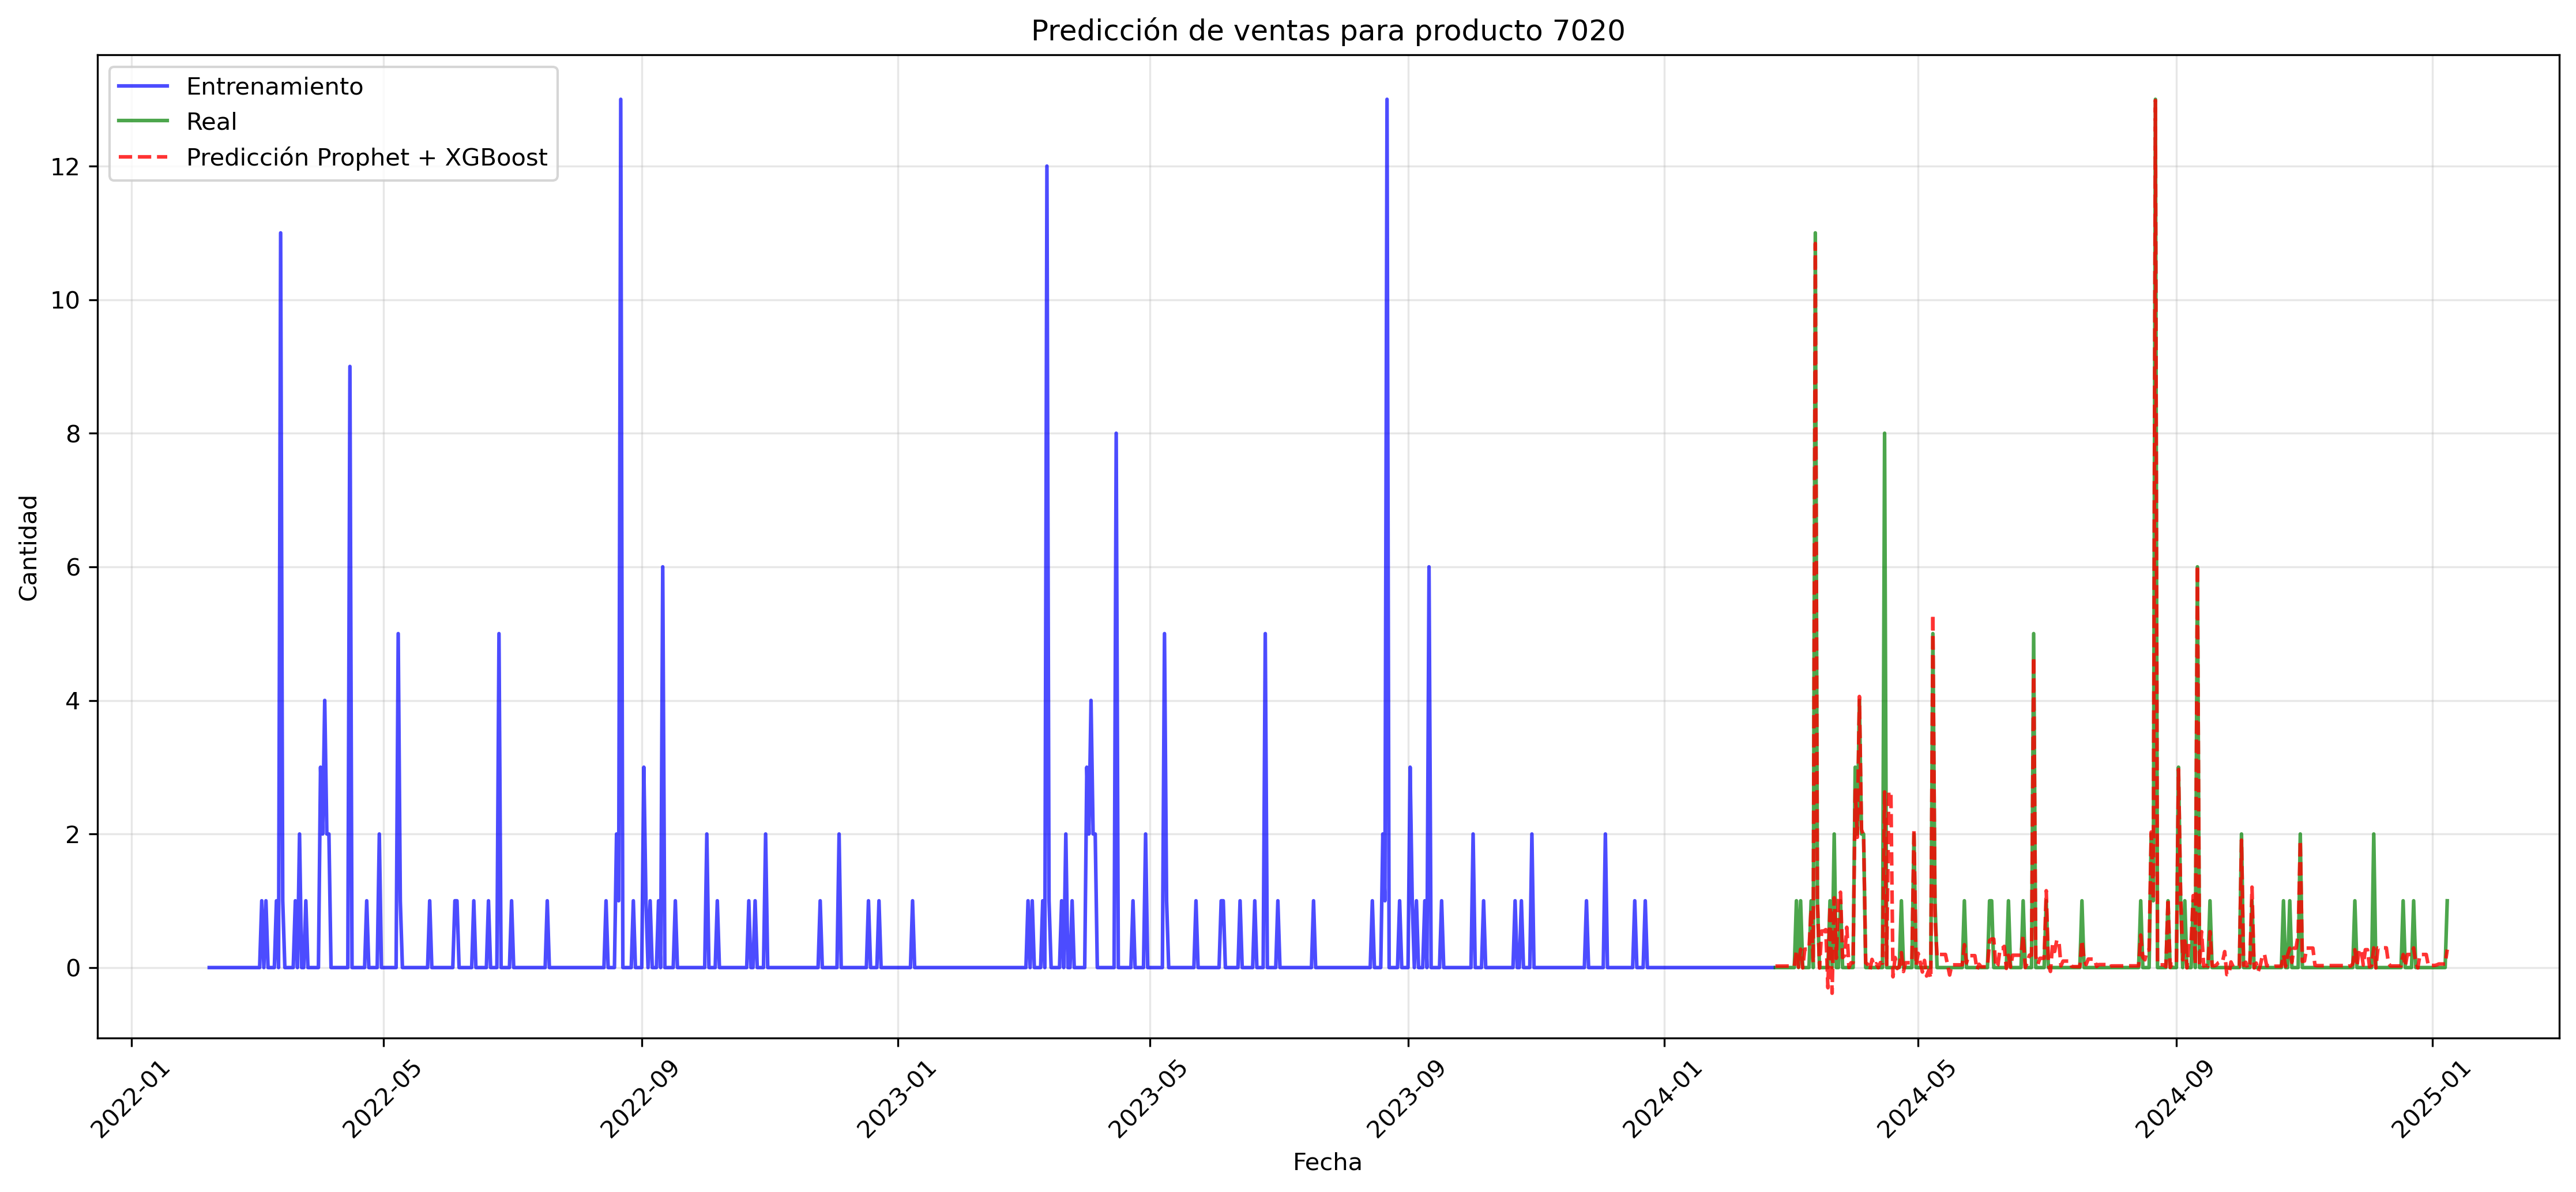 Predicción de ventas para producto 7020
Entrenamiento
Real
Predicción Prophet + XGBoost
12
10
8
6
4
2
0
Cantidad
2022-01
2022-05
2022-09
2023-01
2023-05
2023-09
2024-01
2024-05
2024-09
2025-01
Fecha